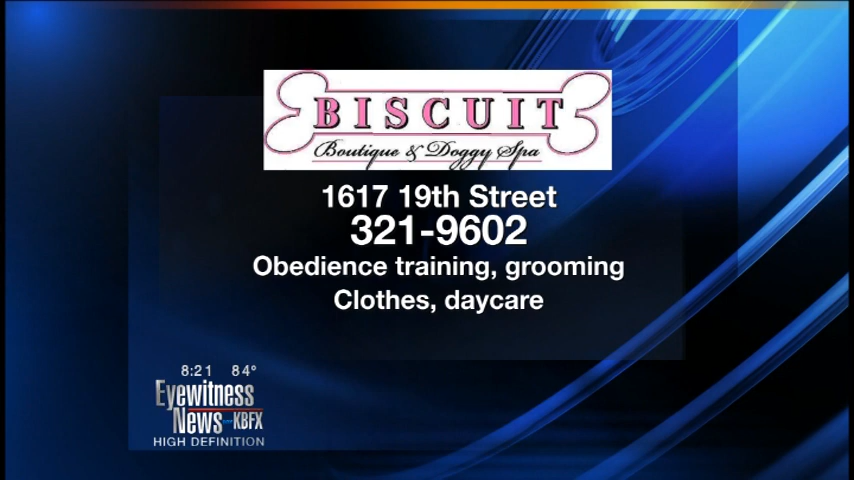 BISCUIT
Boutique & Doggy Spa
1617 19th Street
321-9602
Obedience training, grooming
Clothes, daycare
8:21 84°
Eyewitness
News KBFX
HIGH DEFINITION